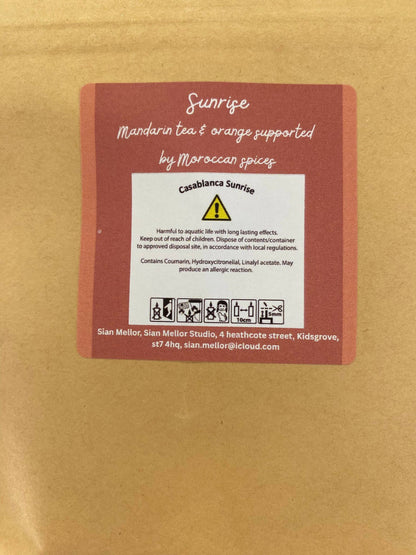 Sunrise
Mandarin tea & orange supported
by Moroccan spices
Casablanca Sunrise
Harmful to aquatic life with long lasting effects.
Keep out of reach of children. Dispose of contents/container
to approved disposal site, in accordance with local regulations.
Contains Coumarin, Hydroxycitronellal, Linalyl acetate. May
produce an allergic reaction.
10cm
5mm
Sian Mellor, Sian Mellor Studio, 4 heathcote street, Kidsgrove,
st7 4hq, sian.mellor@icloud.com